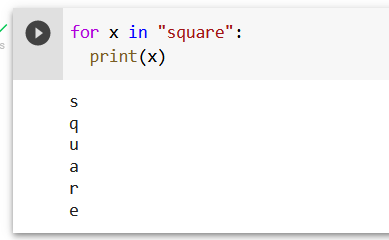 for x in "square":
  print(x)
s
q
u
a
r
e